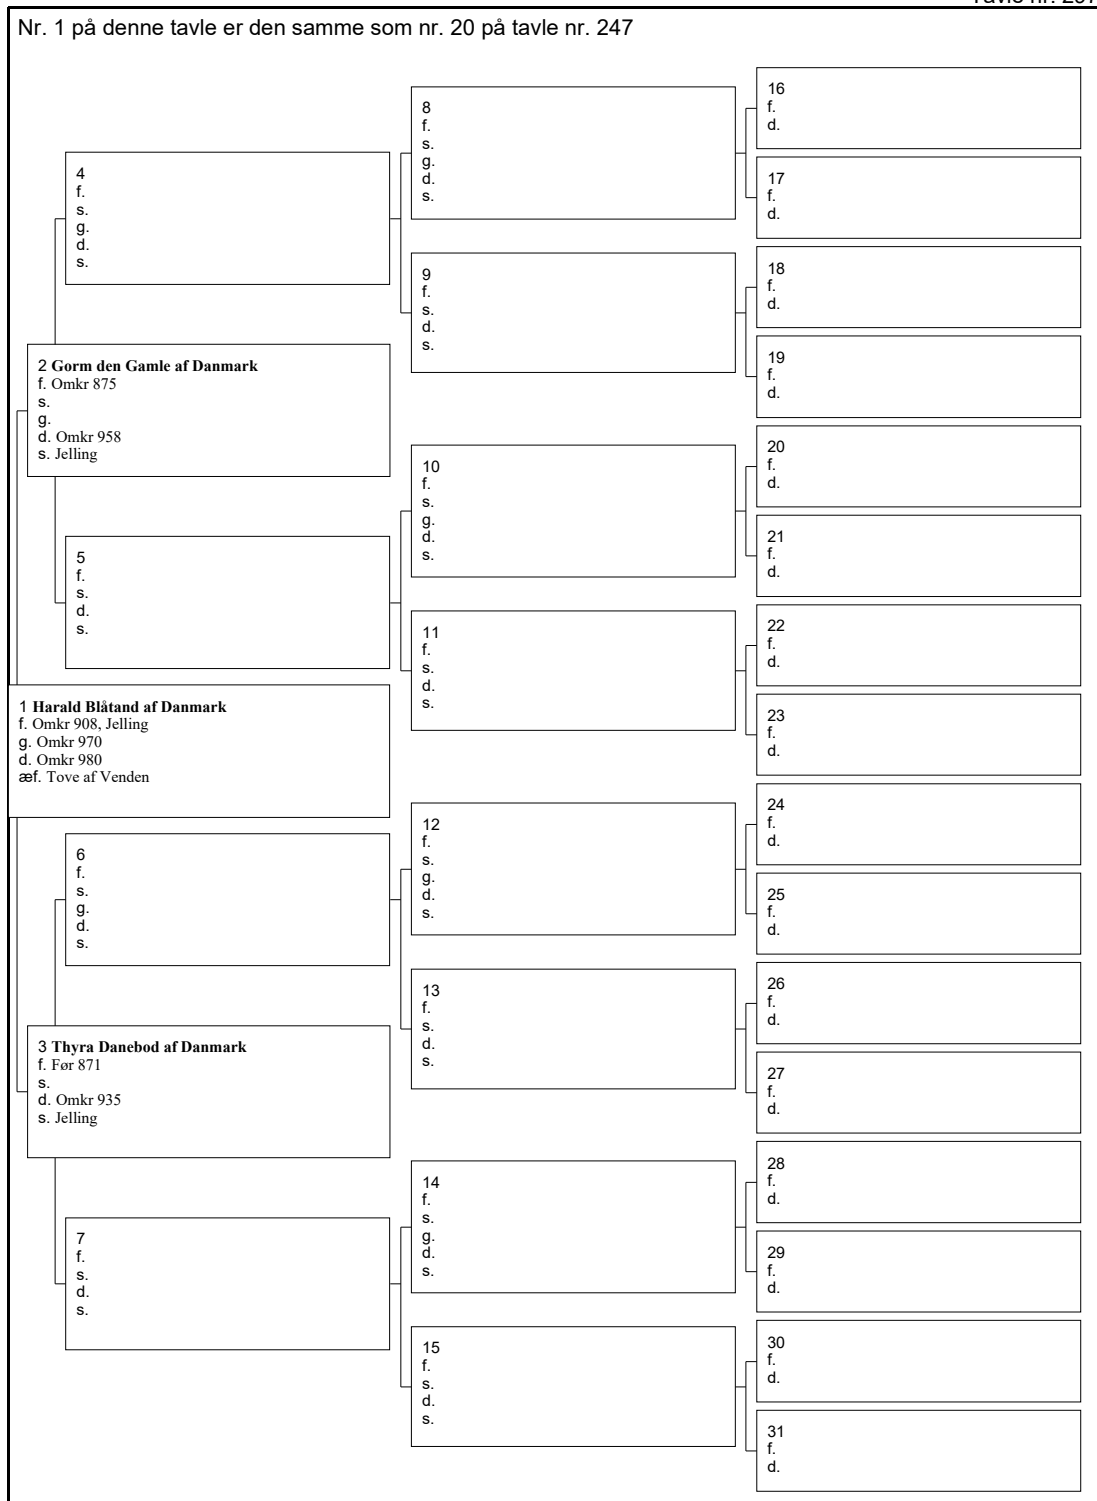 Nr. 1 på denne tavle er den samme som nr. 20 på tavle nr. 247
16
f.
d.
8
f.
s.
g.
d.
s.
17
f.
d.
4
f.
s.
g.
d.
s.
18
f.
d.
9
f.
s.
d.
s.
19
f.
d.
2 Gorm den Gamle af Danmark
f. Omkr 875
s.
g.
d. Omkr 958
s. Jelling
20
f.
d.
10
f.
s.
g.
d.
s.
21
f.
d.
5
f.
s.
d.
s.
22
f.
d.
11
f.
s.
d.
s.
23
f.
d.
1 Harald Blåtand af Danmark
f. Omkr 908, Jelling
g. Omkr 970
d. Omkr 980
æf. Tove af Venden
24
f.
d.
12
f.
s.
g.
d.
s.
25
f.
d.
6
f.
s.
g.
d.
s.
26
f.
d.
13
f.
s.
d.
s.
27
f.
d.
3 Thyra Danebod af Danmark
f. Før 871
s.
d. Omkr 935
s. Jelling
28
f.
d.
14
f.
s.
g.
d.
s.
29
f.
d.
7
f.
s.
d.
s.
30
f.
d.
15
f.
s.
d.
s.
31
f.
d.